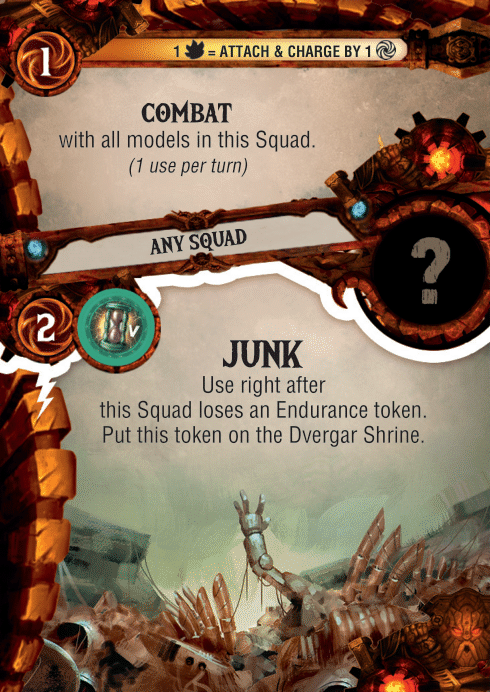 1
1 = ATTACH & CHARGE BY 1
COMBAT
with all models in this Squad.
(1 use per turn)
ANY SQUAD
?
2
V
JUNK
Use right after
this Squad loses an Endurance token.
Put this token on the Dvergar Shrine.